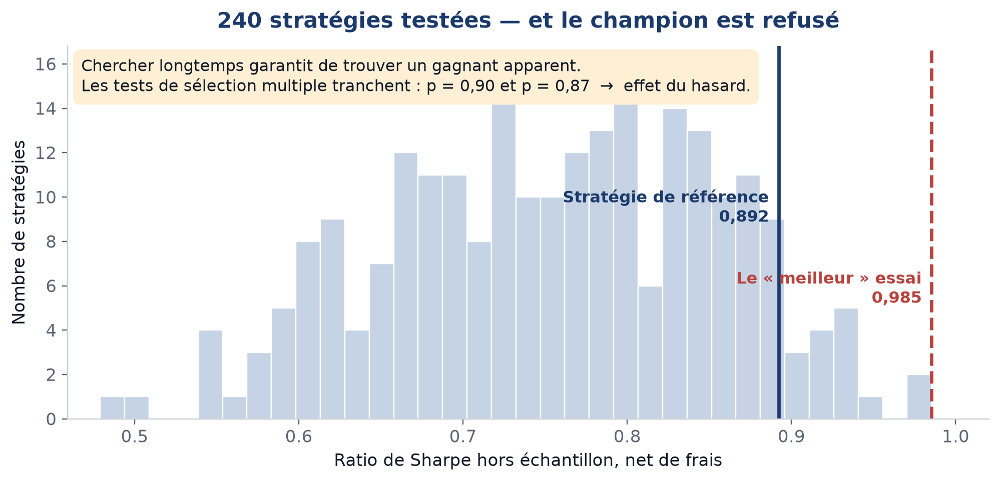 240 stratégies testées — et le champion est refusé
Chercher longtemps garantit de trouver un gagnant apparent.
Les tests de sélection multiple tranchent : p = 0,90 et p = 0,87 → effet du hasard.
Nombre de stratégies
16
14
12
10
8
6
4
2
0
Stratégie de référence
0,892
Le « meilleur » essai
0,985
0.5
0.6
0.7
0.8
0.9
1.0
Ratio de Sharpe hors échantillon, net de frais